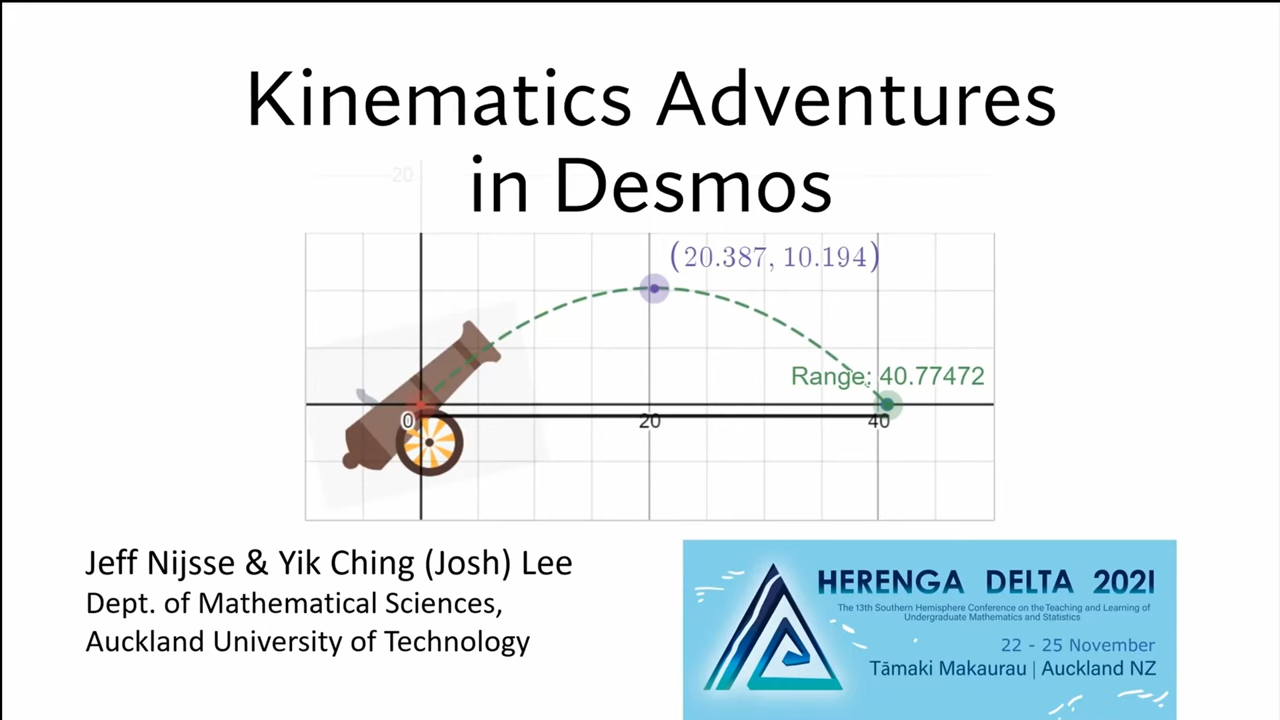 Kinematics Adventures
in Desmos
20
(20.387, 10.194)
Range: 40.77472
0
20
40
Jeff Nijsse & Yik Ching (Josh) Lee
Dept. of Mathematical Sciences,
Auckland University of Technology
HERENGA DELTA 2021
The 13th Southern Hemisphere Conference on the Teaching and Learning of
Undergraduate Mathematics and Statistics
22 - 25 November
Tāmaki Makaurau | Auckland NZ